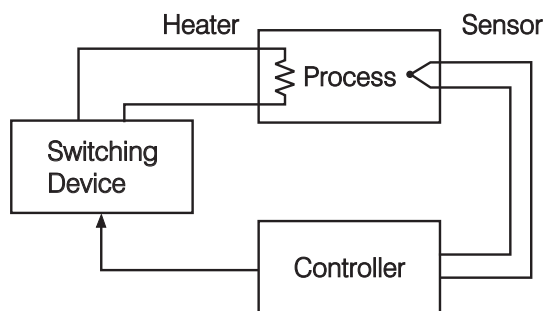 Heater
Sensor
Process
Switching
Device
Controller